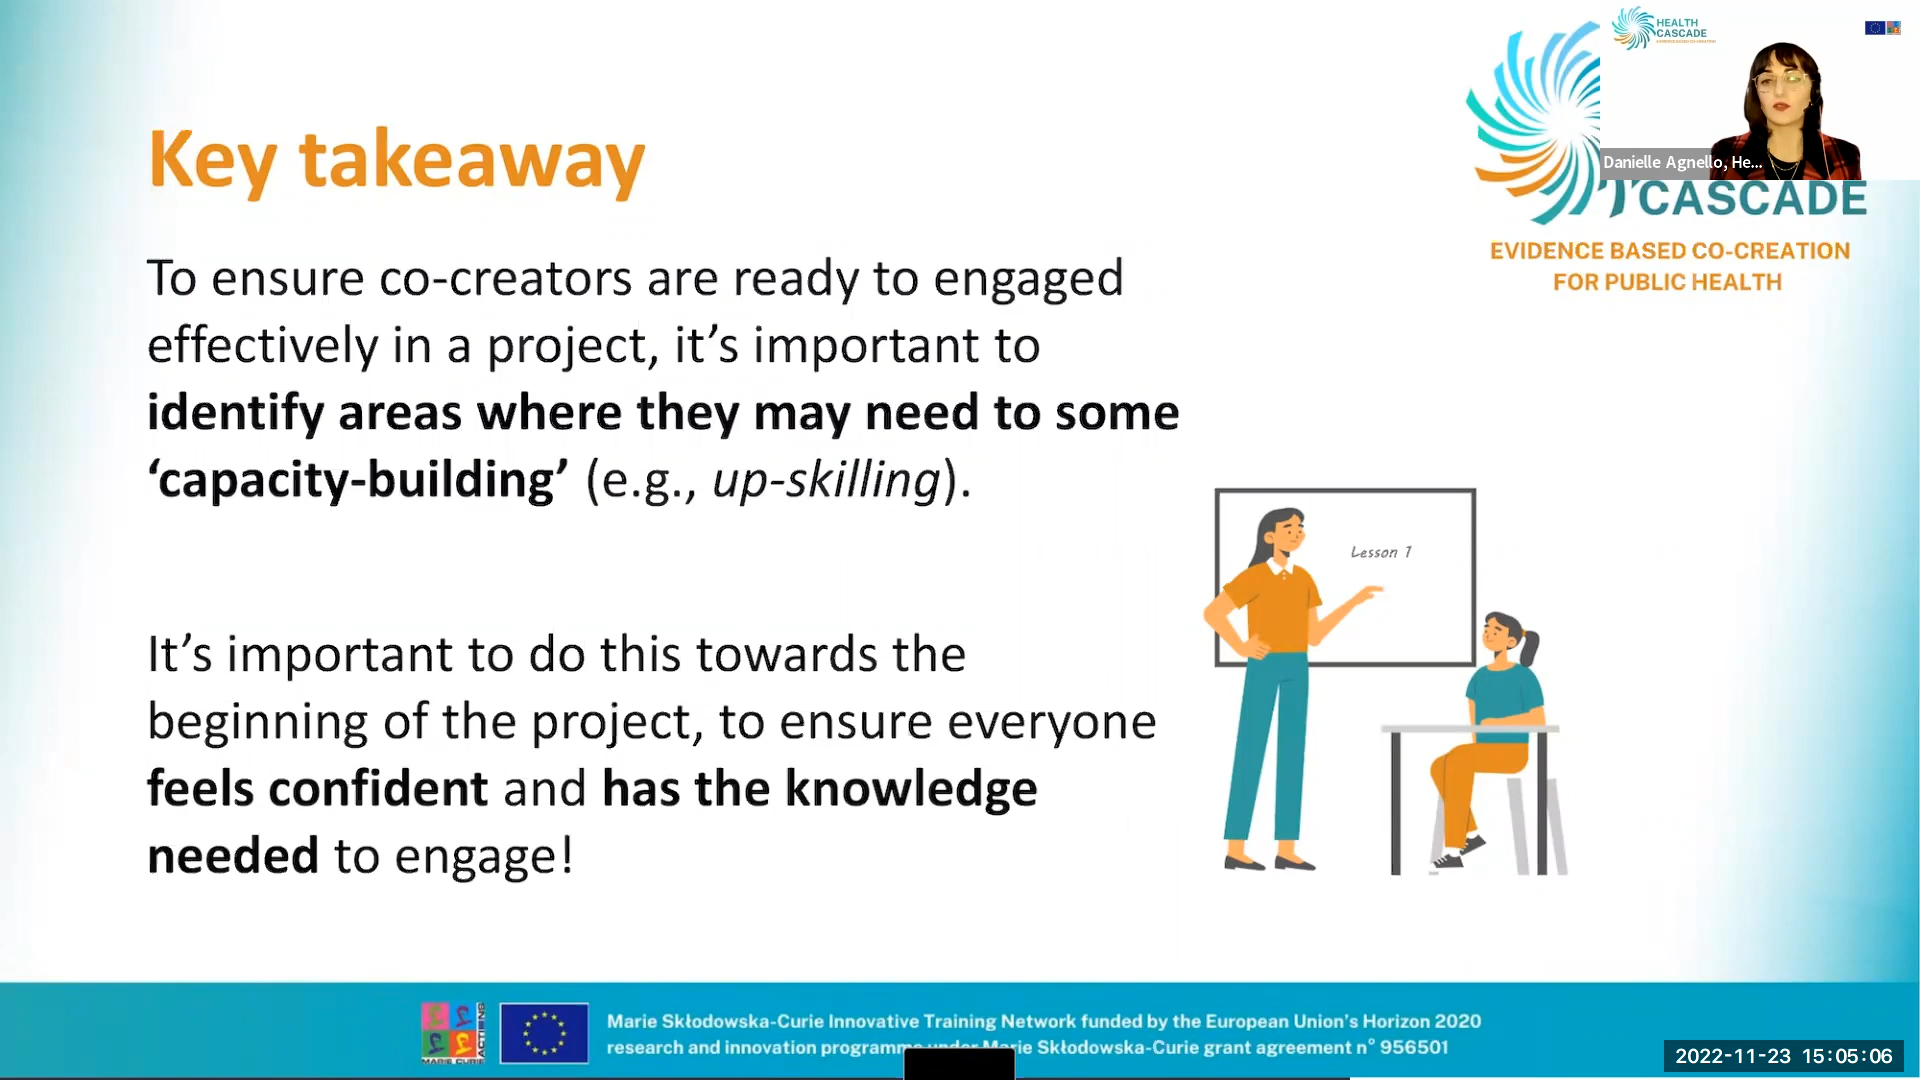 HEALTH
CASCADE
Danielle Agnello, He...
CASCADE
EVIDENCE BASED CO-CREATION
FOR PUBLIC HEALTH
Key takeaway
To ensure co-creators are ready to engaged
effectively in a project, it’s important to
identify areas where they may need to some
‘capacity-building’ (e.g., up-skilling).
Lesson 1
It’s important to do this towards the
beginning of the project, to ensure everyone
feels confident and has the knowledge
needed to engage!
MARIE CURIE
ACTIONS
Marie Skłodowska-Curie Innovative Training Network funded by the European Union’s Horizon 2020
research and innovation programme under Marie Skłodowska-Curie grant agreement n° 956501
2022-11-23 15:05:06